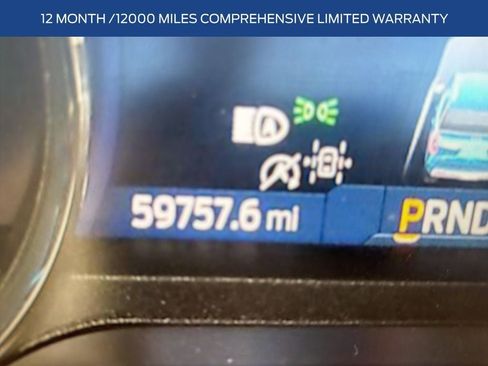 12 MONTH /12000 MILES COMPREHENSIVE LIMITED WARRANTY
A
59757.6 mi
PRND